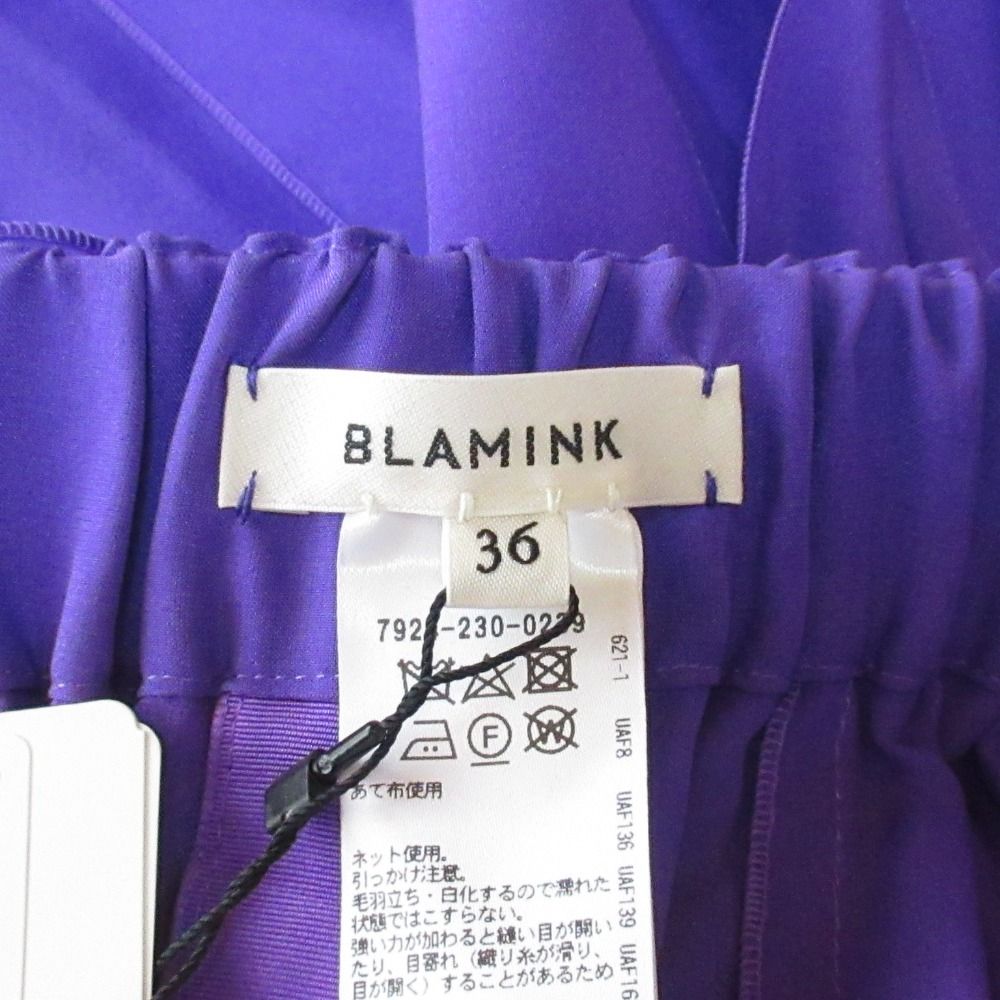 BLAMINK
36
-230-0229
F
W
あて布使用
ネット使用。
引っかけ注意。
毛羽立ち・白化するので濡れた
状態ではこすらない。
強い力が加わると縫い目が開い
たり、目寄れ（織り糸が滑り、
目が開く）することがあるため
621-1 UAF8 UAF136 UAF139